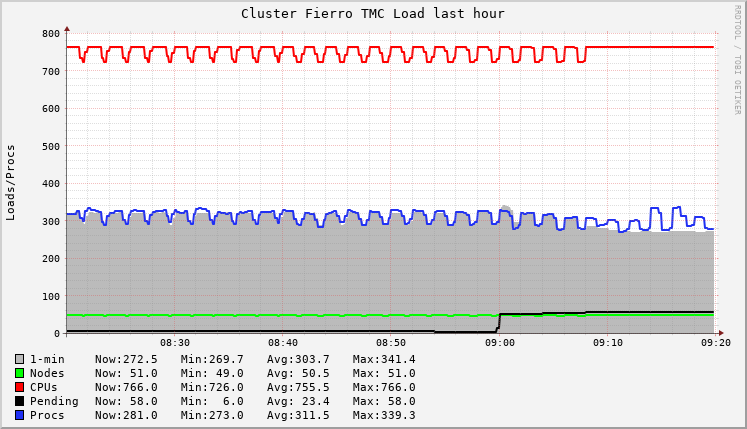 Cluster Fierro TMC Load last hour
RRDTOOL / TOBI OETIKER
Loads/Procs
800
700
600
500
400
300
200
100
0
08:30 08:40 08:50 09:00 09:10 09:20
1-min Now:272.5 Min:269.7 Avg:303.7 Max:341.4
Nodes Now: 51.0 Min: 49.0 Avg: 50.5 Max: 51.0
CPUs Now:766.0 Min:726.0 Avg:755.5 Max:766.0
Pending Now: 58.0 Min: 6.0 Avg: 23.4 Max: 58.0
Procs Now:281.0 Min:273.0 Avg:311.5 Max:339.3